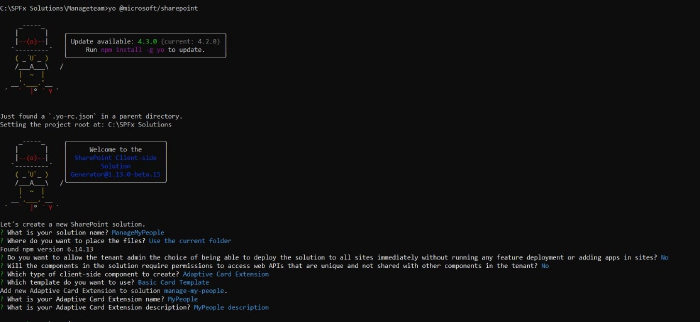 C:\SPFx Solutions\Manageteam>yo @microsoft/sharepoint
Update available: 4.3.0 (current: 4.2.0)
Run npm install -g yo to update.
Just found a `.yo-rc.json` in a parent directory.
Setting the project root at: C:\SPFx Solutions
Welcome to the
SharePoint Client-side
Solution
Generator@1.13.0-beta.15
Let's create a new SharePoint solution.
? What is your solution name? ManageMyPeople
? Where do you want to place the files? Use the current folder
Found npm version 6.14.13
? Do you want to allow the tenant admin the choice of being able to deploy the solution to all sites immediately without running any feature deployment or adding apps in sites? No
? Will the components in the solution require permissions to access web APIs that are unique and not shared with other components in the tenant? No
? Which type of client-side component to create? Adaptive Card Extension
? Which template do you want to use? Basic Card Template
Add new Adaptive Card Extension to solution manage-my-people.
? What is your Adaptive Card Extension name? MyPeople
? What is your Adaptive Card Extension description? MyPeople description